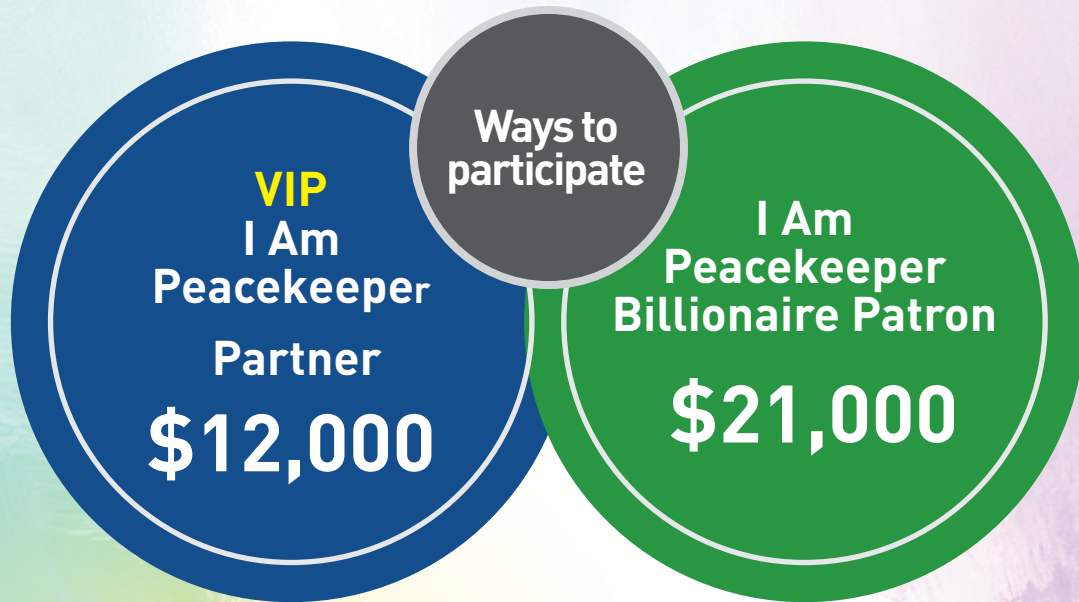 Ways to
participate
VIP
I Am
Peacekeeper
Partner
$12,000
I Am
Peacekeeper
Billionaire Patron
$21,000